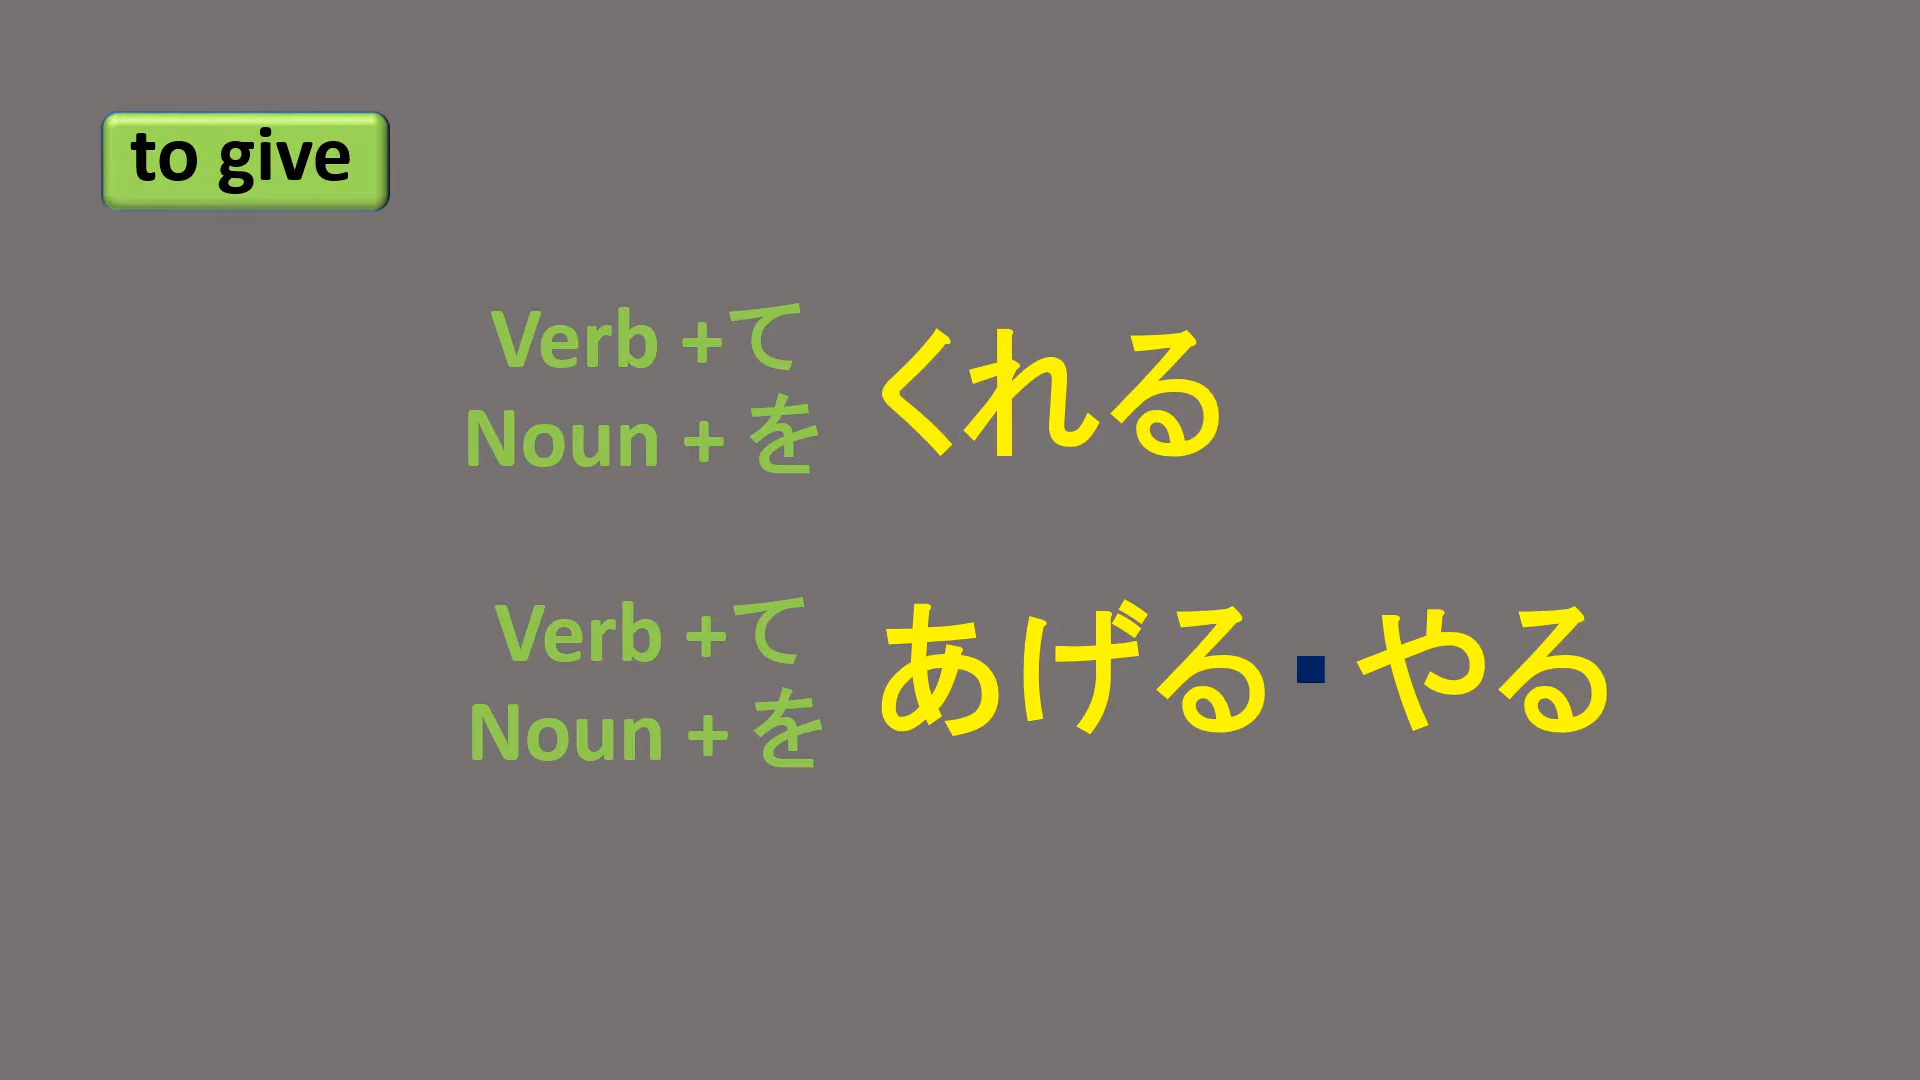 to give
Verb +て
Noun + を
くれる
Verb +て
Noun + を
あげる・やる